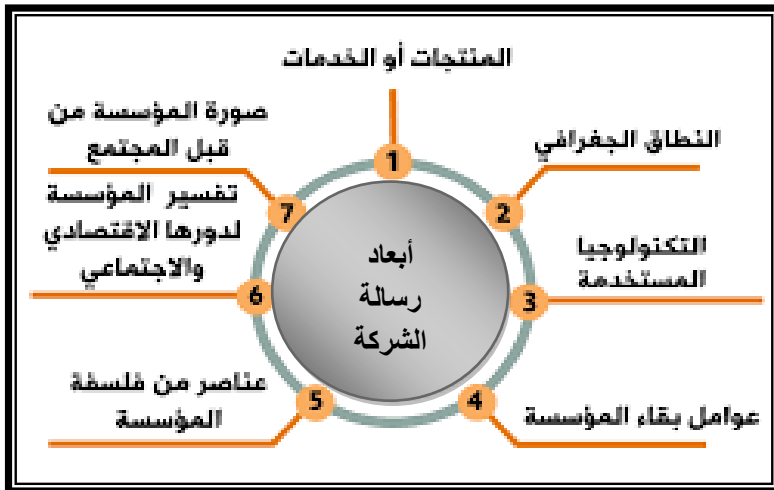 المنتجات أو الخدمات
1
النطاق الجغرافي
2
التكنولوجيا
المستخدمة
3
عوامل بقاء المؤسسة
4
عناصر من فلسفة
المؤسسة
5
تفسير المؤسسة
لدورها الاقتصادي
والاجتماعي
6
صورة المؤسسة من
قبل المجتمع
7
أبعاد
رسالة
الشركة